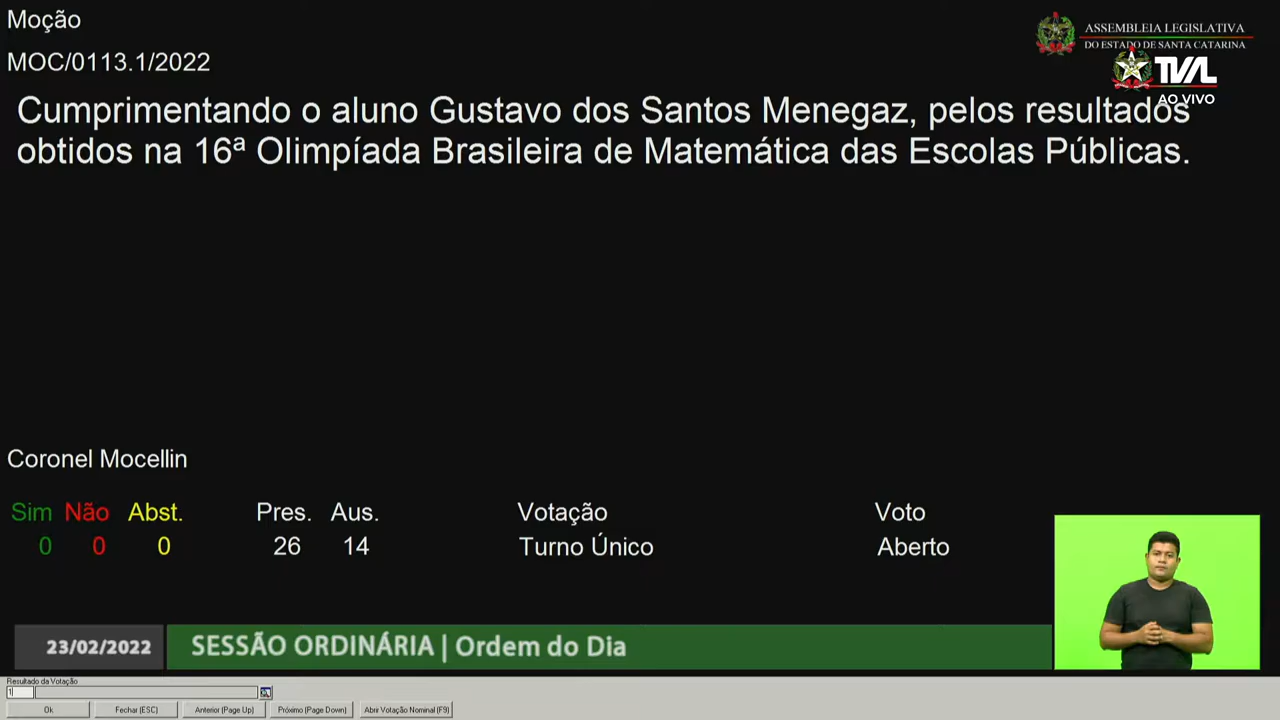 Moção
MOC/0113.1/2022
ASSEMBLEIA LEGISLATIVA
DO ESTADO DE SANTA CATARINA
TVAL
AO VIVO
Cumprimentando o aluno Gustavo dos Santos Menegaz, pelos resultados
obtidos na 16ª Olimpíada Brasileira de Matemática das Escolas Públicas.
Coronel Mocellin
Sim Não Abst. Pres. Aus. Votação Voto
0 0 0 26 14 Turno Único Aberto
23/02/2022 SESSÃO ORDINÁRIA | Ordem do Dia
Resultado da Votação
1
Ok Fechar (ESC) Anterior (Page Up) Próximo (Page Down) Abrir Votação Nominal (F9)